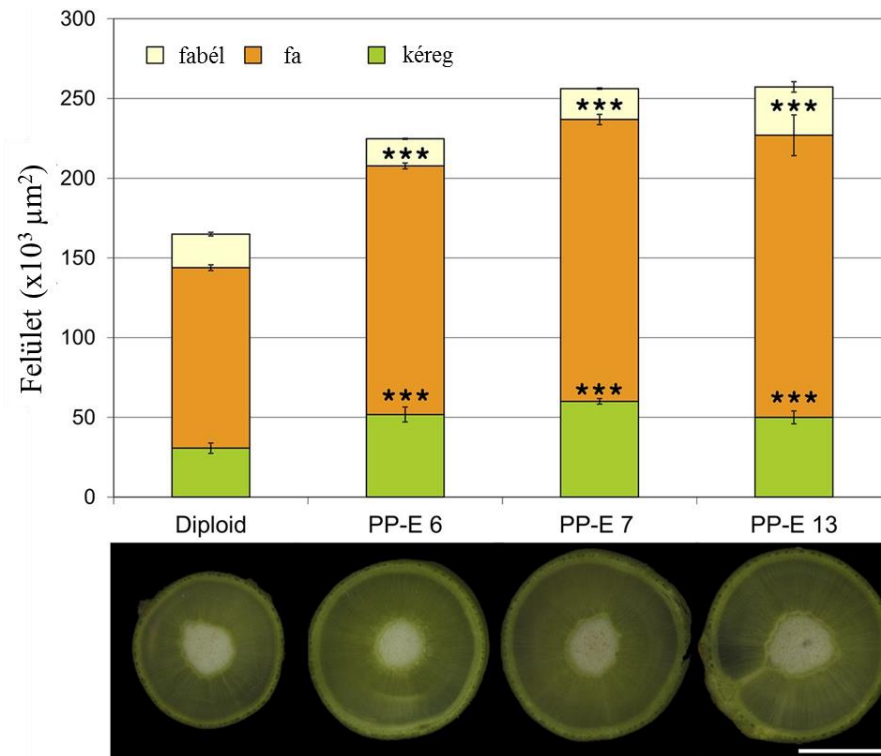 300
fabél fa kéreg
250
*** ***
***
200
150
100
*** *** ***
50
0
Felület (x10³ µm²)
Diploid PP-E 6 PP-E 7 PP-E 13